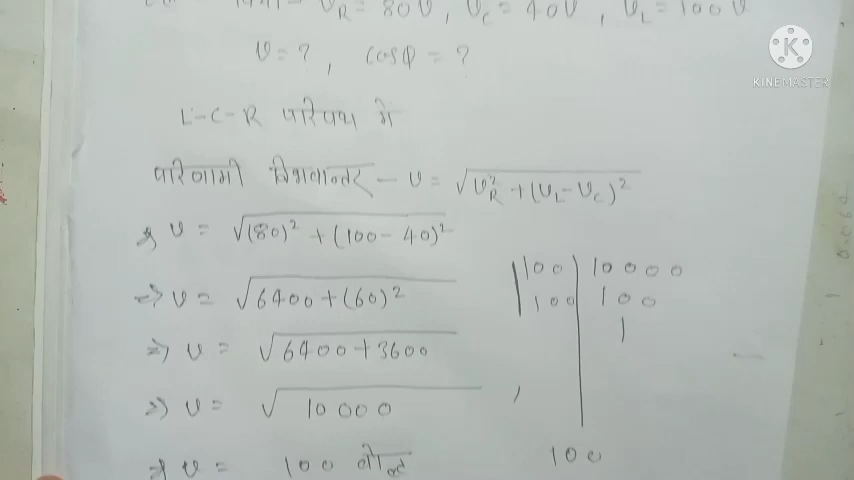 V_R = 80V, V_C = 40V, V_L = 100V
V = ?, cosφ = ?
KINEMASTER
L-C-R परिपथ में
परिणामी विभवान्तर - V = √V_R² + (V_L - V_C)²
⇒ V = √(80)² + (100 - 40)²
⇒ V = √6400 + (60)²
⇒ V = √6400 + 3600
⇒ V = √10000
⇒ V = 100 वोल्ट
100 | 10000
100 | 100
1
100